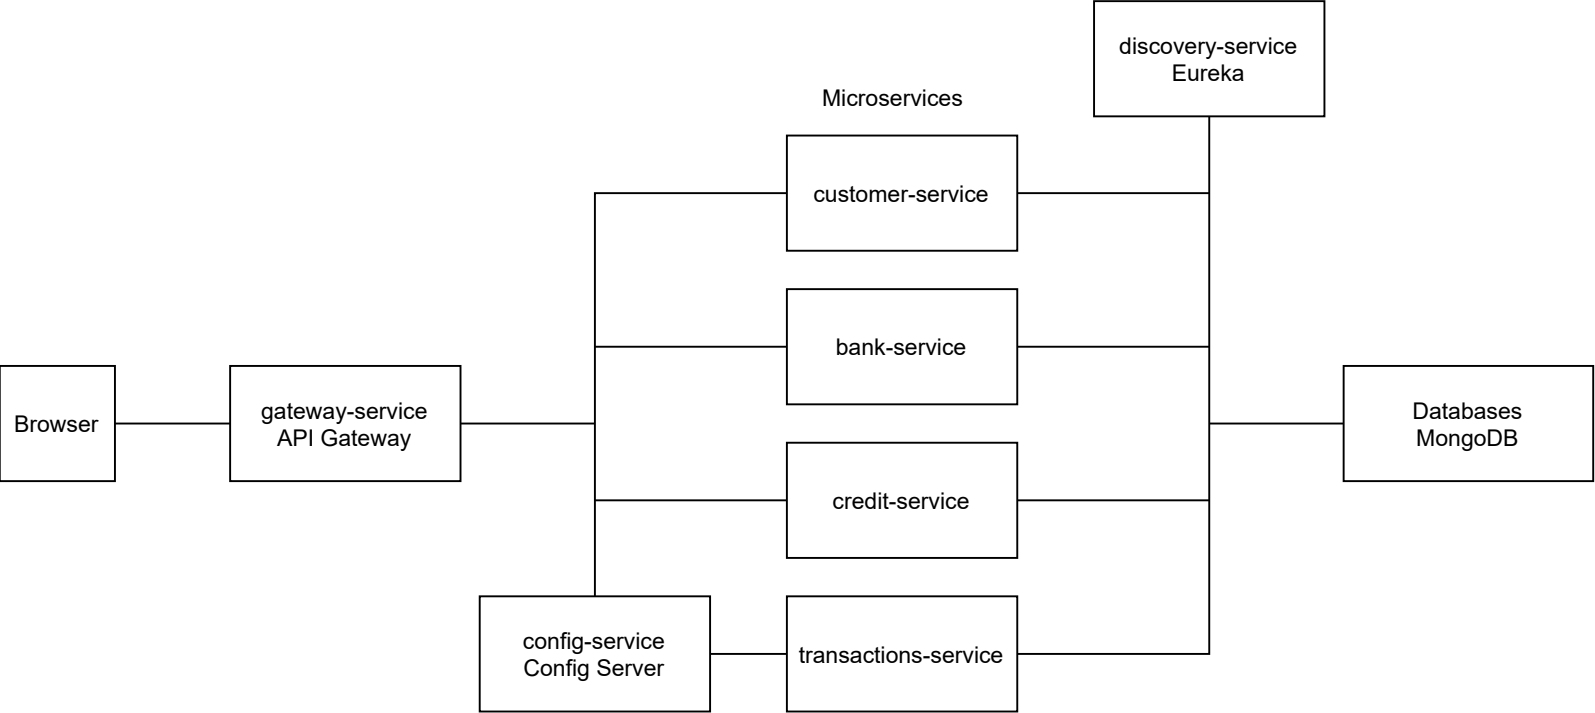 discovery-service
Eureka
Microservices
customer-service
bank-service
Browser
gateway-service
API Gateway
Databases
MongoDB
credit-service
config-service
Config Server
transactions-service